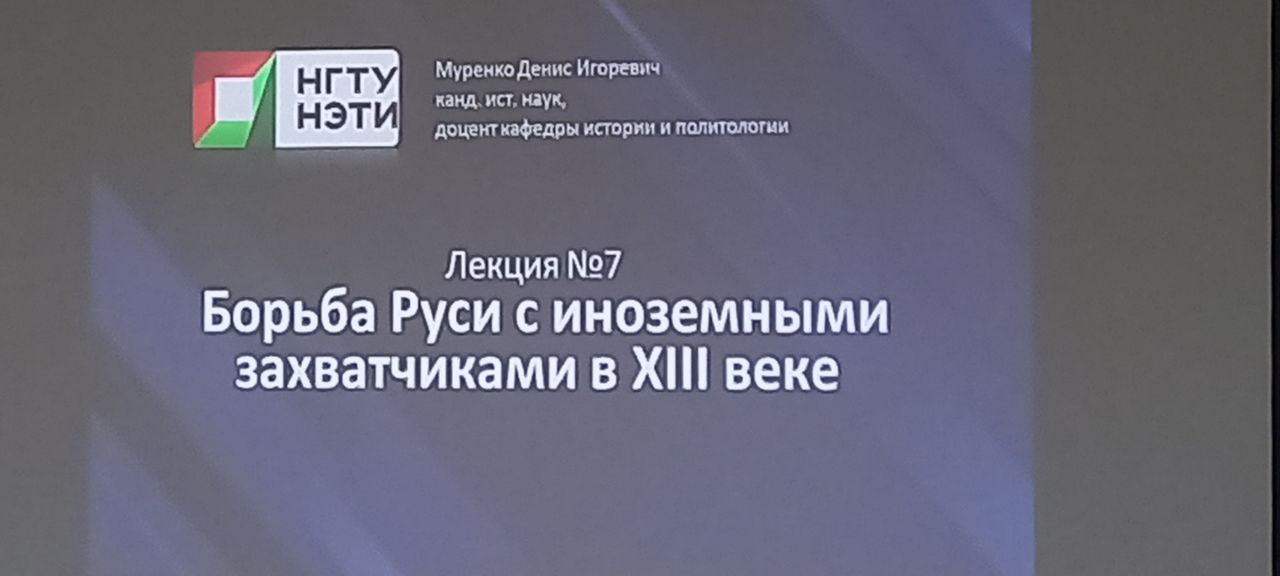 НГТУ
НЭТИ
Муренко Денис Игоревич
канд. ист. наук,
доцент кафедры истории и политологии
Лекция №7
Борьба Руси с иноземными
захватчиками в XIII веке